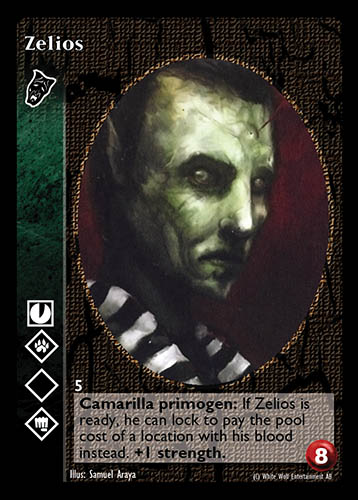 Zelios
5
Camarilla primogen: If Zelios is
ready, he can lock to pay the pool
cost of a location with his blood
instead. +1 strength.
8
Illus: Samuel Araya
(C) White Wolf Entertainment AB